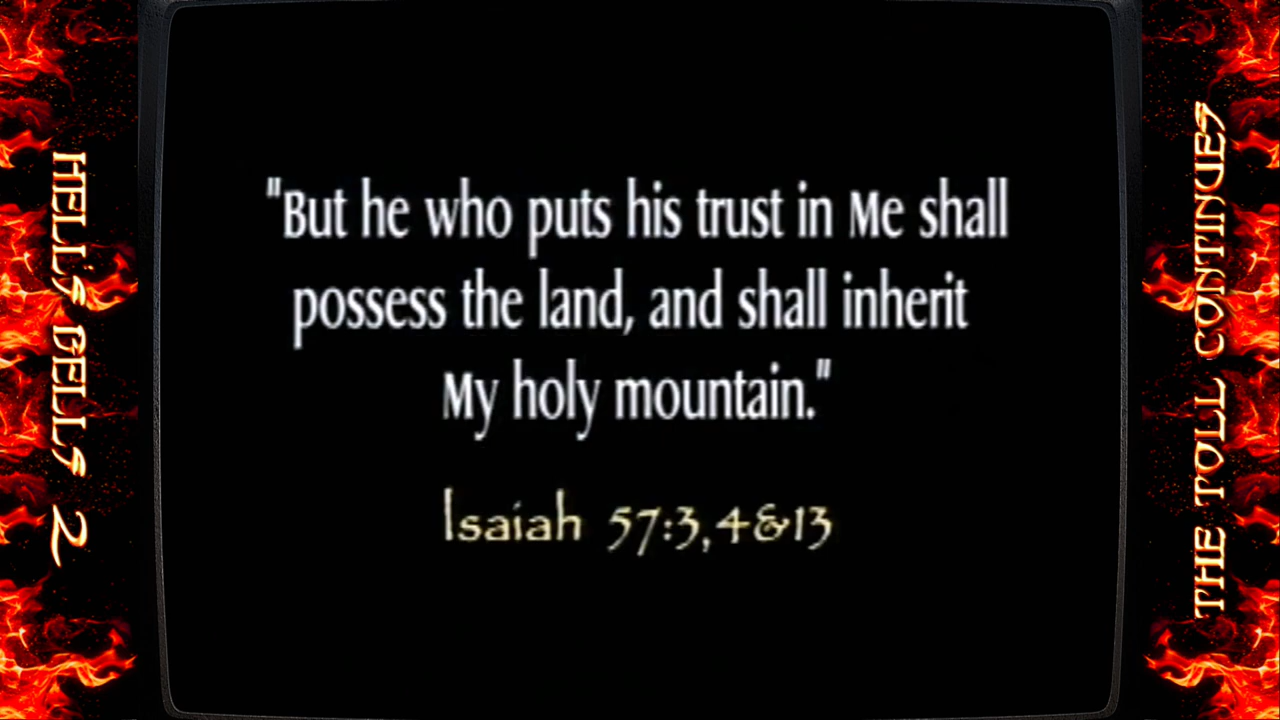 HELL'S BELLS 2
"But he who puts his trust in Me shall
possess the land, and shall inherit
My holy mountain."
Isaiah 57:3,4&13
THE TOLL CONTINUES